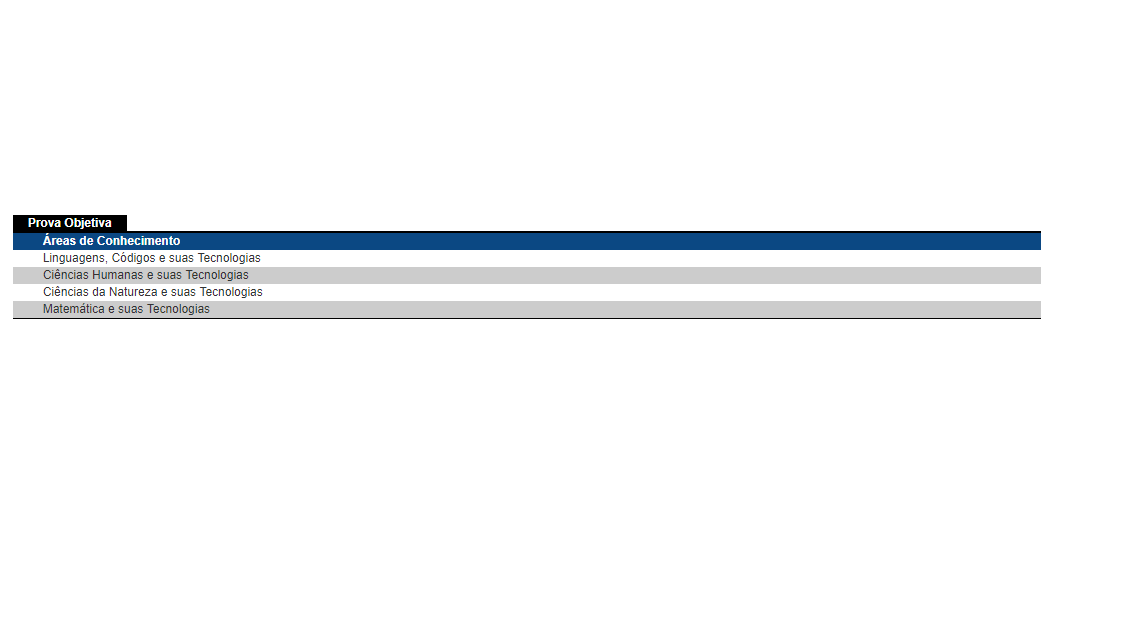 Prova Objetiva
Áreas de Conhecimento
Linguagens, Códigos e suas Tecnologias
Ciências Humanas e suas Tecnologias
Ciências da Natureza e suas Tecnologias
Matemática e suas Tecnologias